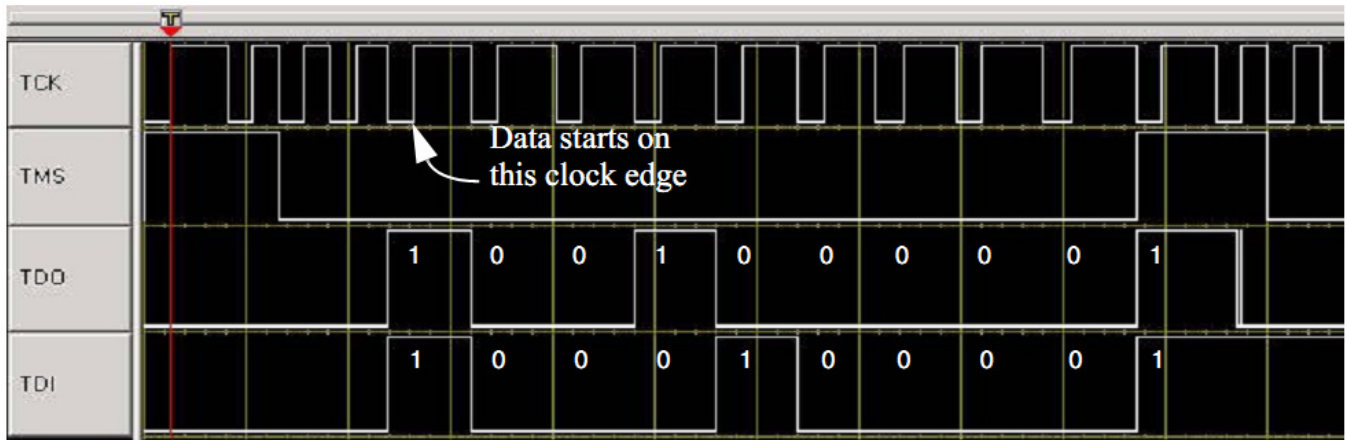 T
TCK
Data starts on
this clock edge
TMS
TDO 1 0 0 1 0 0 0 0 0 1
TDI 1 0 0 0 1 0 0 0 0 1